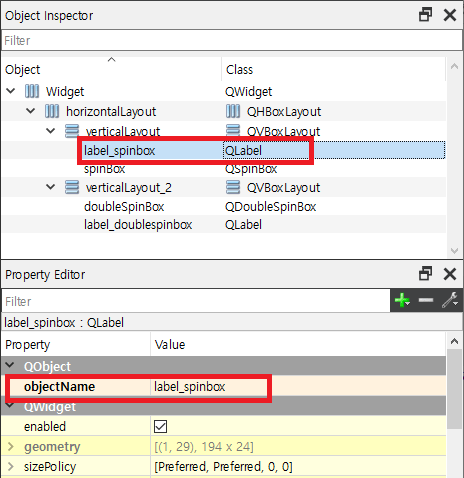 Object Inspector
Filter
Object Class
Widget QWidget
horizontalLayout QHBoxLayout
verticalLayout QVBoxLayout
label_spinbox QLabel
spinBox QSpinBox
verticalLayout_2 QVBoxLayout
doubleSpinBox QDoubleSpinBox
label_doublespinbox QLabel
Property Editor
Filter
label_spinbox : QLabel
Property Value
QObject
objectName label_spinbox
QWidget
enabled
geometry [(1, 29), 194 x 24]
sizePolicy [Preferred, Preferred, 0, 0]